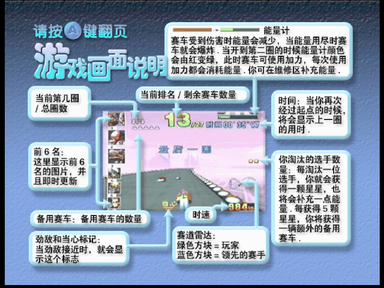 请按A键翻页
游戏画面说明
能量计
赛车受到伤害时能量会减少，当能量用尽时赛
车就会爆炸．当开到第二圈的时候能量计颜色
会由红变绿，此时赛车可使用加力，每次使用
加力都会消耗能量．你可在维修区补充能量．
当前第几圈
/ 总圈数
当前排名 / 剩余赛车数量
13
时间：当你再次
经过起点的时候，
将会显示上一圈
的用时．
最后一圈
前 6 名：
这里显示前 6
名的图片，并
且即时更新
你淘汰的选手数
量：每淘汰一位
选手，你就会获
得一颗星星，也
将会补充一点能
量．每获得 5 颗
星星，你将获得
一辆额外的备用
赛车．
备用赛车：备用赛车的数量
时速
984
劲敌和当心标记：
当劲敌接近时，就会显
示这个标志
赛道雷达：
绿色方块 = 玩家
蓝色方块 = 领先的赛手